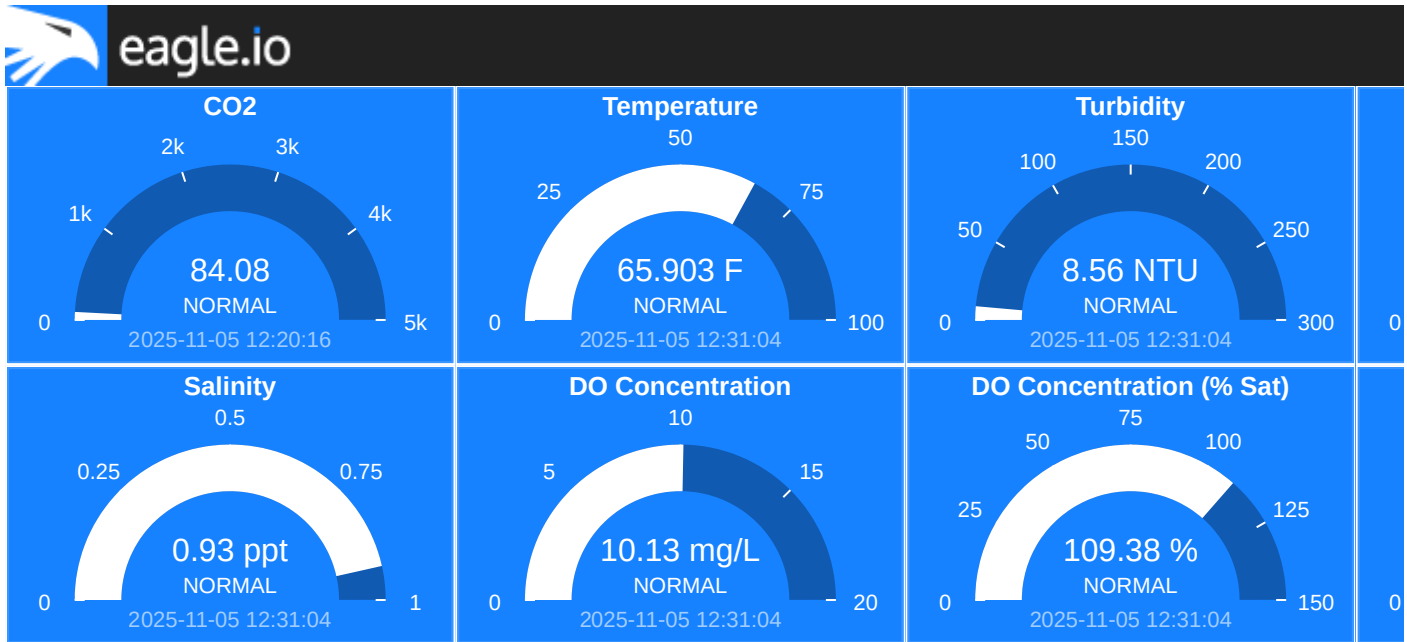 eagle.io
CO2
2k 3k
1k 4k
84.08
NORMAL
0 5k
2025-11-05 12:20:16
Temperature
50
25 75
65.903 F
NORMAL
0 100
2025-11-05 12:31:04
Turbidity
150
100 200
50 250
8.56 NTU
NORMAL
0 300
2025-11-05 12:31:04
0
Salinity
0.5
0.25 0.75
0.93 ppt
NORMAL
0 1
2025-11-05 12:31:04
DO Concentration
10
5 15
10.13 mg/L
NORMAL
0 20
2025-11-05 12:31:04
DO Concentration (% Sat)
75
50 100
25 125
109.38 %
NORMAL
0 150
2025-11-05 12:31:04
0